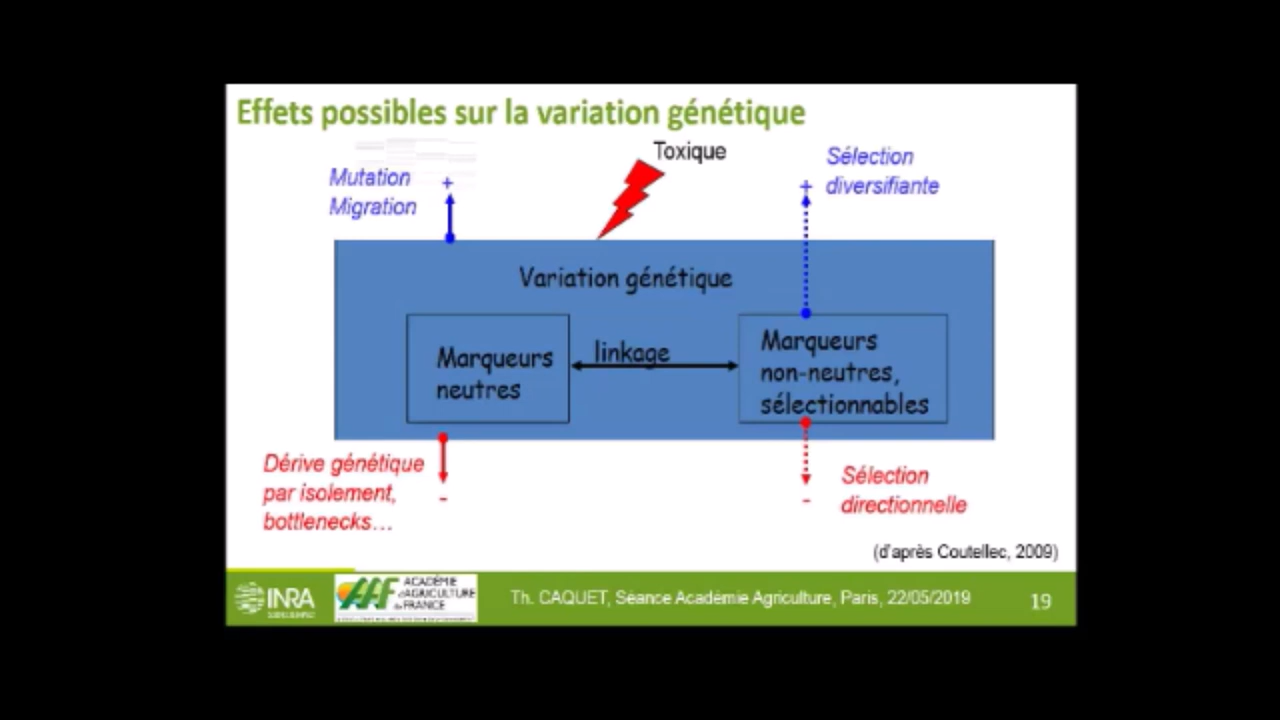 Effets possibles sur la variation génétique
Toxique
Mutation
Migration
+
+
Sélection
diversifiante
Variation génétique
Marqueurs
neutres
linkage
Marqueurs
non-neutres,
sélectionnables
Dérive génétique
par isolement,
bottlenecks...
-
-
Sélection
directionnelle
(d'après Coutellec, 2009)
INRA
AAF
ACADÉMIE
d'AGRICULTURE
de FRANCE
Th. CAQUET, Séance Académie Agriculture, Paris, 22/05/2019
19